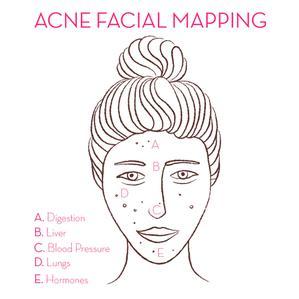 ACNE FACIAL MAPPING
A
B
D
C
E
A. Digestion
B. Liver
C. Blood Pressure
D. Lungs
E. Hormones